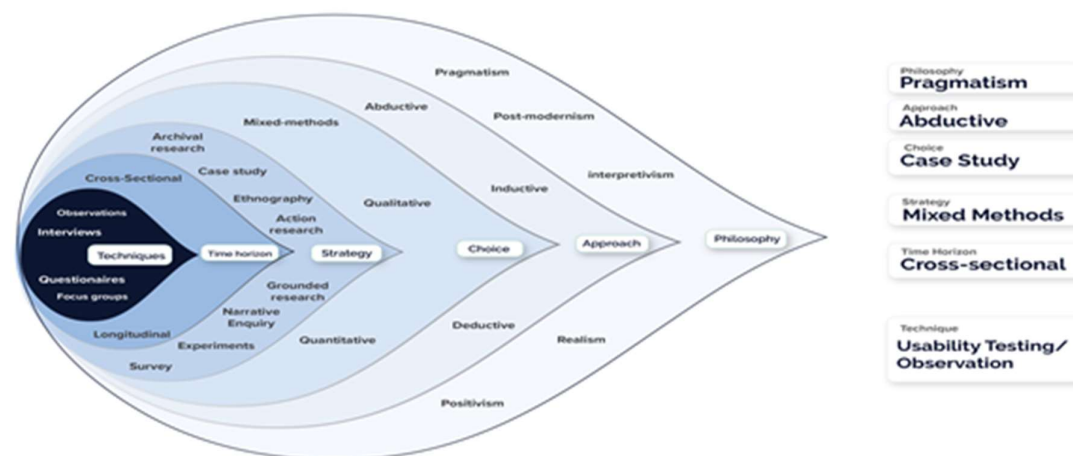 Pragmatism
Abductive
Post-modernism
Mixed-methods
Archival
research
Cross-Sectional
Case study
interpretivism
Inductive
Ethnography
Qualitative
Observations
Action
research
Interviews
Techniques
Time horizon
Strategy
Choice
Approach
Philosophy
Questionaires
Focus groups
Grounded
research
Narrative
Enquiry
Longitudinal
Experiments
Quantitative
Deductive
Realism
Survey
Positivism
Philosophy
Pragmatism
Approach
Abductive
Choice
Case Study
Strategy
Mixed Methods
Time Horizon
Cross-sectional
Technique
Usability Testing/
Observation